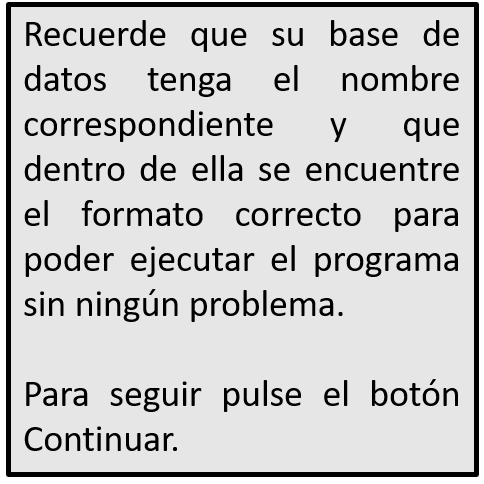 Recuerde que su base de
datos tenga el nombre
correspondiente y que
dentro de ella se encuentre
el formato correcto para
poder ejecutar el programa
sin ningún problema.
Para seguir pulse el botón
Continuar.